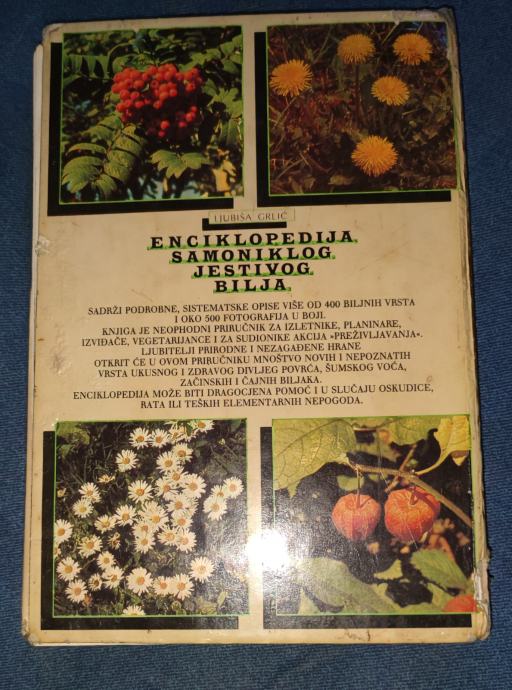 LJUBIŠA GRLIĆ
ENCIKLOPEDIJA
SAMONIKLOG
JESTIVOG
BILJA
SADRŽI PODROBNE, SISTEMATSKE OPISE VIŠE OD 400 BILJNIH VRSTA
I OKO 500 FOTOGRAFIJA U BOJI.
KNJIGA JE NEOPHODNI PRIRUČNIK ZA IZLETNIKE, PLANINARE,
IZVIĐAČE, VEGETARIJANCE I ZA SUDIONIKE AKCIJA »PREŽIVLJAVANJA«.
LJUBITELJI PRIRODNE I NEZAGAĐENE HRANE
OTKRIT ĆE U OVOM PRIRUČNIKU MNOŠTVO NOVIH I NEPOZNATIH
VRSTA UKUSNOG I ZDRAVOG DIVLJEG POVRĆA, ŠUMSKOG VOĆA,
ZAČINSKIH I ČAJNIH BILJAKA.
ENCIKLOPEDIJA MOŽE BITI DRAGOCJENA POMOĆ I U SLUČAJU OSKUDICE,
RATA ILI TEŠKIH ELEMENTARNIH NEPOGODA.